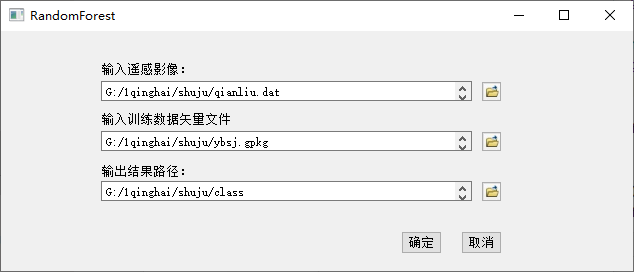 RandomForest
输入遥感影像：
G:/1qinghai/shuju/qianliu.dat
输入训练数据矢量文件
G:/1qinghai/shuju/ybsj.gpkg
输出结果路径：
G:/1qinghai/shuju/class
确定 取消